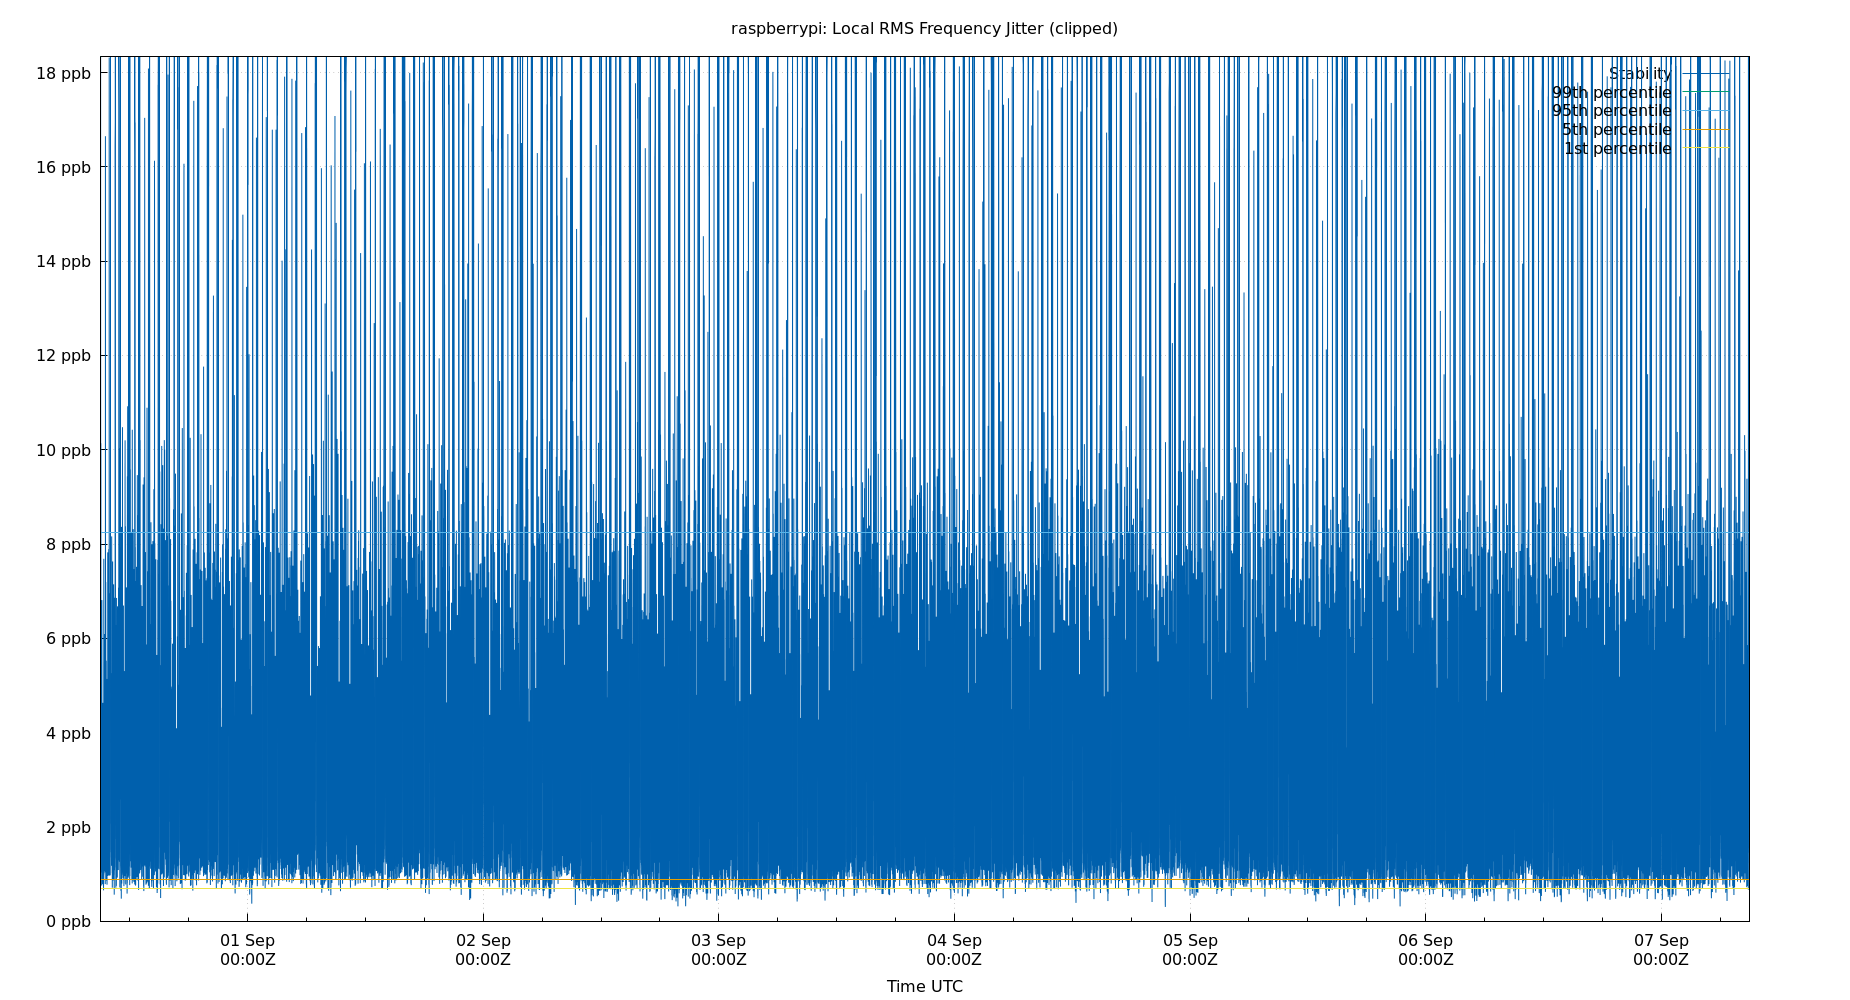 raspberrypi: Local RMS Frequency Jitter (clipped)
18 ppb
16 ppb
14 ppb
12 ppb
10 ppb
8 ppb
6 ppb
4 ppb
2 ppb
0 ppb
Stability
99th percentile
95th percentile
5th percentile
1st percentile
01 Sep
00:00Z
02 Sep
00:00Z
03 Sep
00:00Z
04 Sep
00:00Z
05 Sep
00:00Z
06 Sep
00:00Z
07 Sep
00:00Z
Time UTC